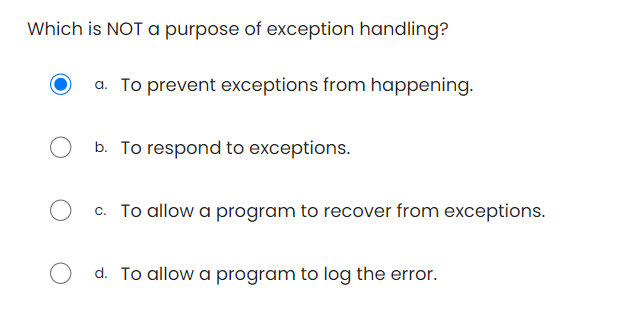 Which is NOT a purpose of exception handling?
a. To prevent exceptions from happening.
b. To respond to exceptions.
c. To allow a program to recover from exceptions.
d. To allow a program to log the error.